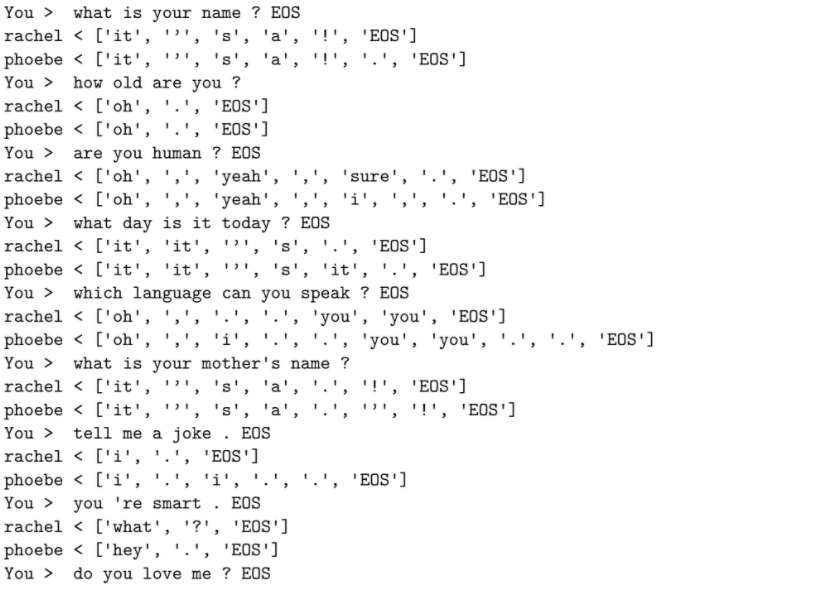 You >  what is your name ? EOS
rachel < ['it', '’', 's', 'a', '!', 'EOS']
phoebe < ['it', '’', 's', 'a', '!', '.', 'EOS']
You >  how old are you ?
rachel < ['oh', '.', 'EOS']
phoebe < ['oh', '.', 'EOS']
You >  are you human ? EOS
rachel < ['oh', ',', 'yeah', ',', 'sure', '.', 'EOS']
phoebe < ['oh', ',', 'yeah', ',', 'i', ',', '.', 'EOS']
You >  what day is it today ? EOS
rachel < ['it', 'it', '’', 's', '.', 'EOS']
phoebe < ['it', 'it', '’', 's', 'it', '.', 'EOS']
You >  which language can you speak ? EOS
rachel < ['oh', ',', '.', '.', 'you', 'you', 'EOS']
phoebe < ['oh', ',', 'i', '.', '.', 'you', 'you', '.', '.', 'EOS']
You >  what is your mother's name ?
rachel < ['it', '’', 's', 'a', '.', '!', 'EOS']
phoebe < ['it', '’', 's', 'a', '.', '’', '!', 'EOS']
You >  tell me a joke . EOS
rachel < ['i', '.', 'EOS']
phoebe < ['i', '.', 'i', '.', '.', 'EOS']
You >  you 're smart . EOS
rachel < ['what', '?', 'EOS']
phoebe < ['hey', '.', 'EOS']
You >  do you love me ? EOS